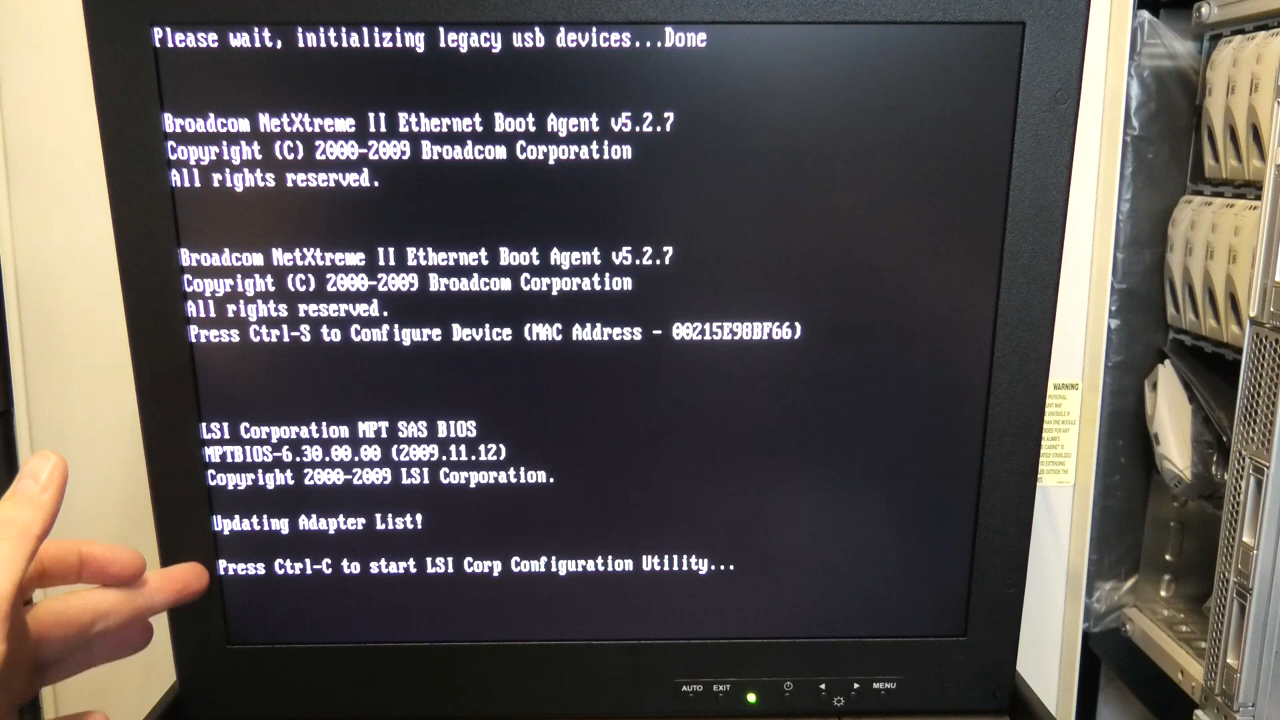 Please wait, initializing legacy usb devices...Done
Broadcom NetXtreme II Ethernet Boot Agent v5.2.7
Copyright (C) 2000-2009 Broadcom Corporation
All rights reserved.
Broadcom NetXtreme II Ethernet Boot Agent v5.2.7
Copyright (C) 2000-2009 Broadcom Corporation
All rights reserved.
Press Ctrl-S to Configure Device (MAC Address - 00215E98BF66)
LSI Corporation MPT SAS BIOS
MPTBIOS-6.30.00.00 (2009.11.12)
Copyright 2000-2009 LSI Corporation.
Updating Adapter List!
Press Ctrl-C to start LSI Corp Configuration Utility...
AUTO EXIT MENU
WARNING
PERSONAL